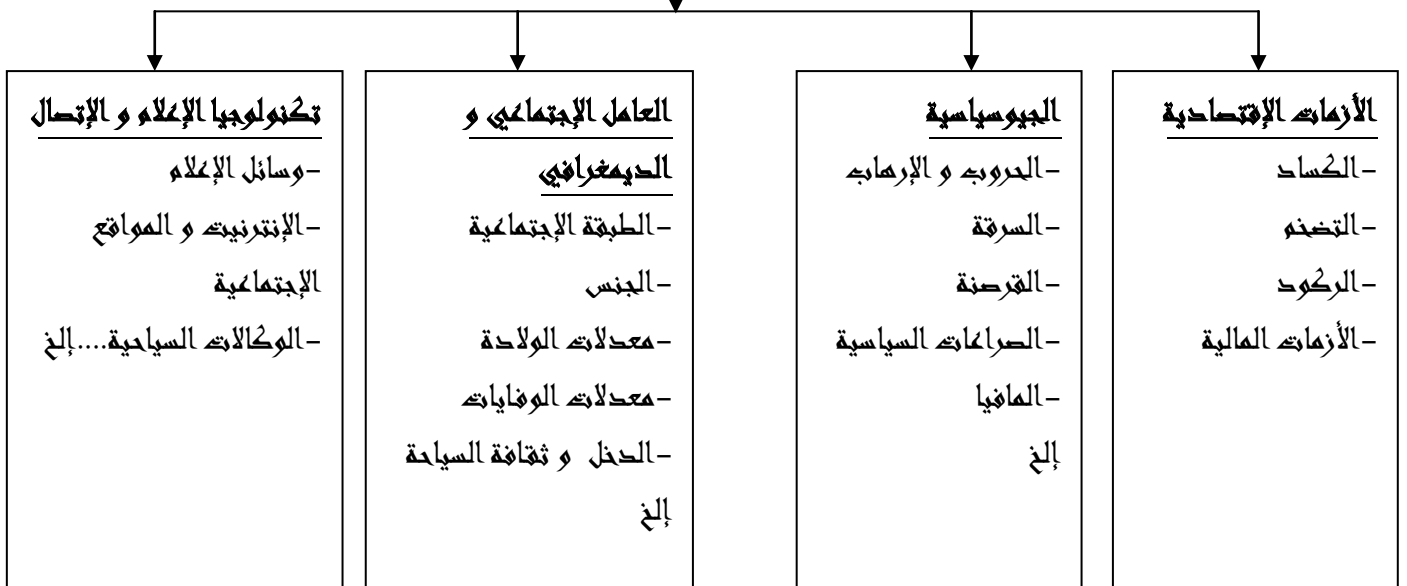 الأزمات الإقتصادية
-الكساد
-التضخم
-الركود
-الأزمات المالية
الجيوسياسية
-الحروب و الإرهاب
-السرقة
-القرصنة
-الصراعات السياسية
-المافيا
إلخ
العامل الإجتماعي و
الديمغرافي
-الطبقة الإجتماعية
-الجنس
-معدلات الولادة
-معدلات الوفايات
-الدخل و ثقافة السياحة
إلخ
تكنولوجيا الإعلام و الإتصال
-وسائل الإعلام
-الإنترنيت و المواقع
الإجتماعية
-الوكالات السياحية....إلخ